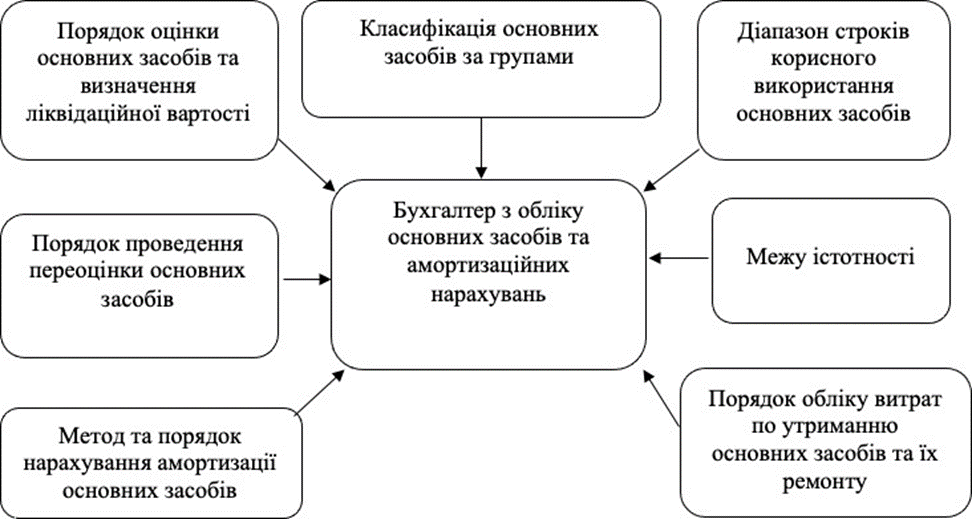 Порядок оцінки
основних засобів та
визначення
ліквідаційної вартості
Класифікація основних
засобів за групами
Діапазон строків
корисного
використання
основних засобів
Бухгалтер з обліку
основних засобів та
амортизаційних
нарахувань
Порядок проведення
переоцінки основних
засобів
Межу істотності
Метод та порядок
нарахування амортизації
основних засобів
Порядок обліку витрат
по утриманню
основних засобів та їх
ремонту